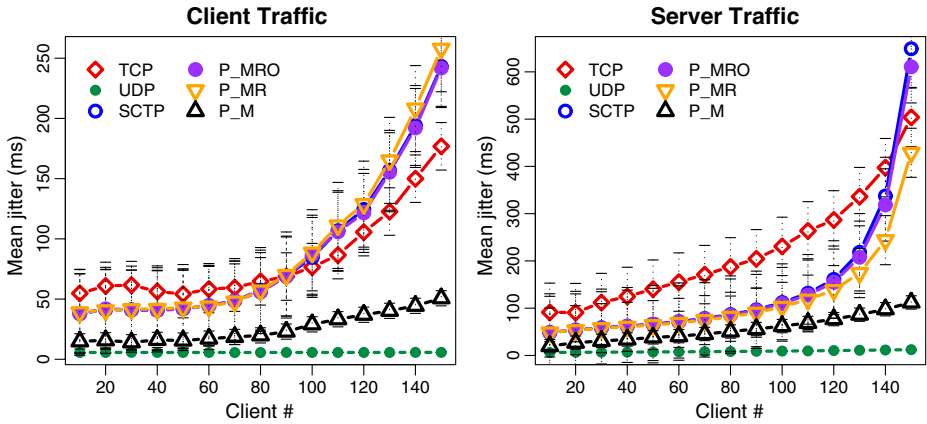 Client Traffic
Mean jitter (ms)
250
200
150
100
50
0
TCP
UDP
SCTP
P_MRO
P_MR
P_M
20 40 60 80 100 120 140
Client #
Server Traffic
Mean jitter (ms)
600
500
400
300
200
100
0
TCP
UDP
SCTP
P_MRO
P_MR
P_M
20 40 60 80 100 120 140
Client #